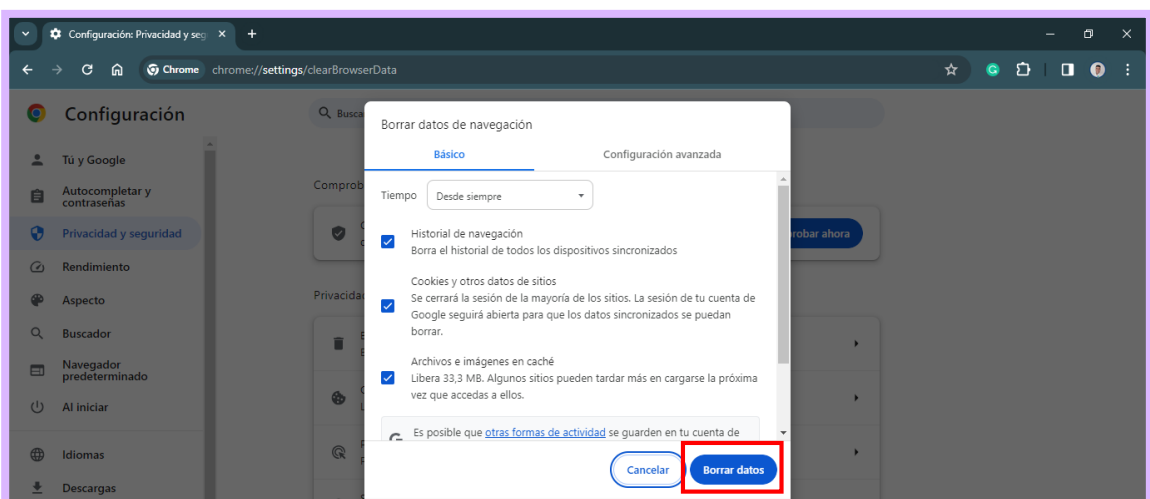 Configuración: Privacidad y seg
Chrome chrome://settings/clearBrowserData
Configuración
Tú y Google
Autocompletar y
contraseñas
Privacidad y seguridad
Rendimiento
Aspecto
Buscador
Navegador
predeterminado
Al iniciar
Idiomas
Descargas
Busca
Comprob
robar ahora
Privacidad
Borrar datos de navegación
Básico Configuración avanzada
Tiempo Desde siempre
Historial de navegación
Borra el historial de todos los dispositivos sincronizados
Cookies y otros datos de sitios
Se cerrará la sesión de la mayoría de los sitios. La sesión de tu cuenta de
Google seguirá abierta para que los datos sincronizados se puedan
borrar.
Archivos e imágenes en caché
Libera 33,3 MB. Algunos sitios pueden tardar más en cargarse la próxima
vez que accedas a ellos.
Es posible que otras formas de actividad se guarden en tu cuenta de
Cancelar Borrar datos